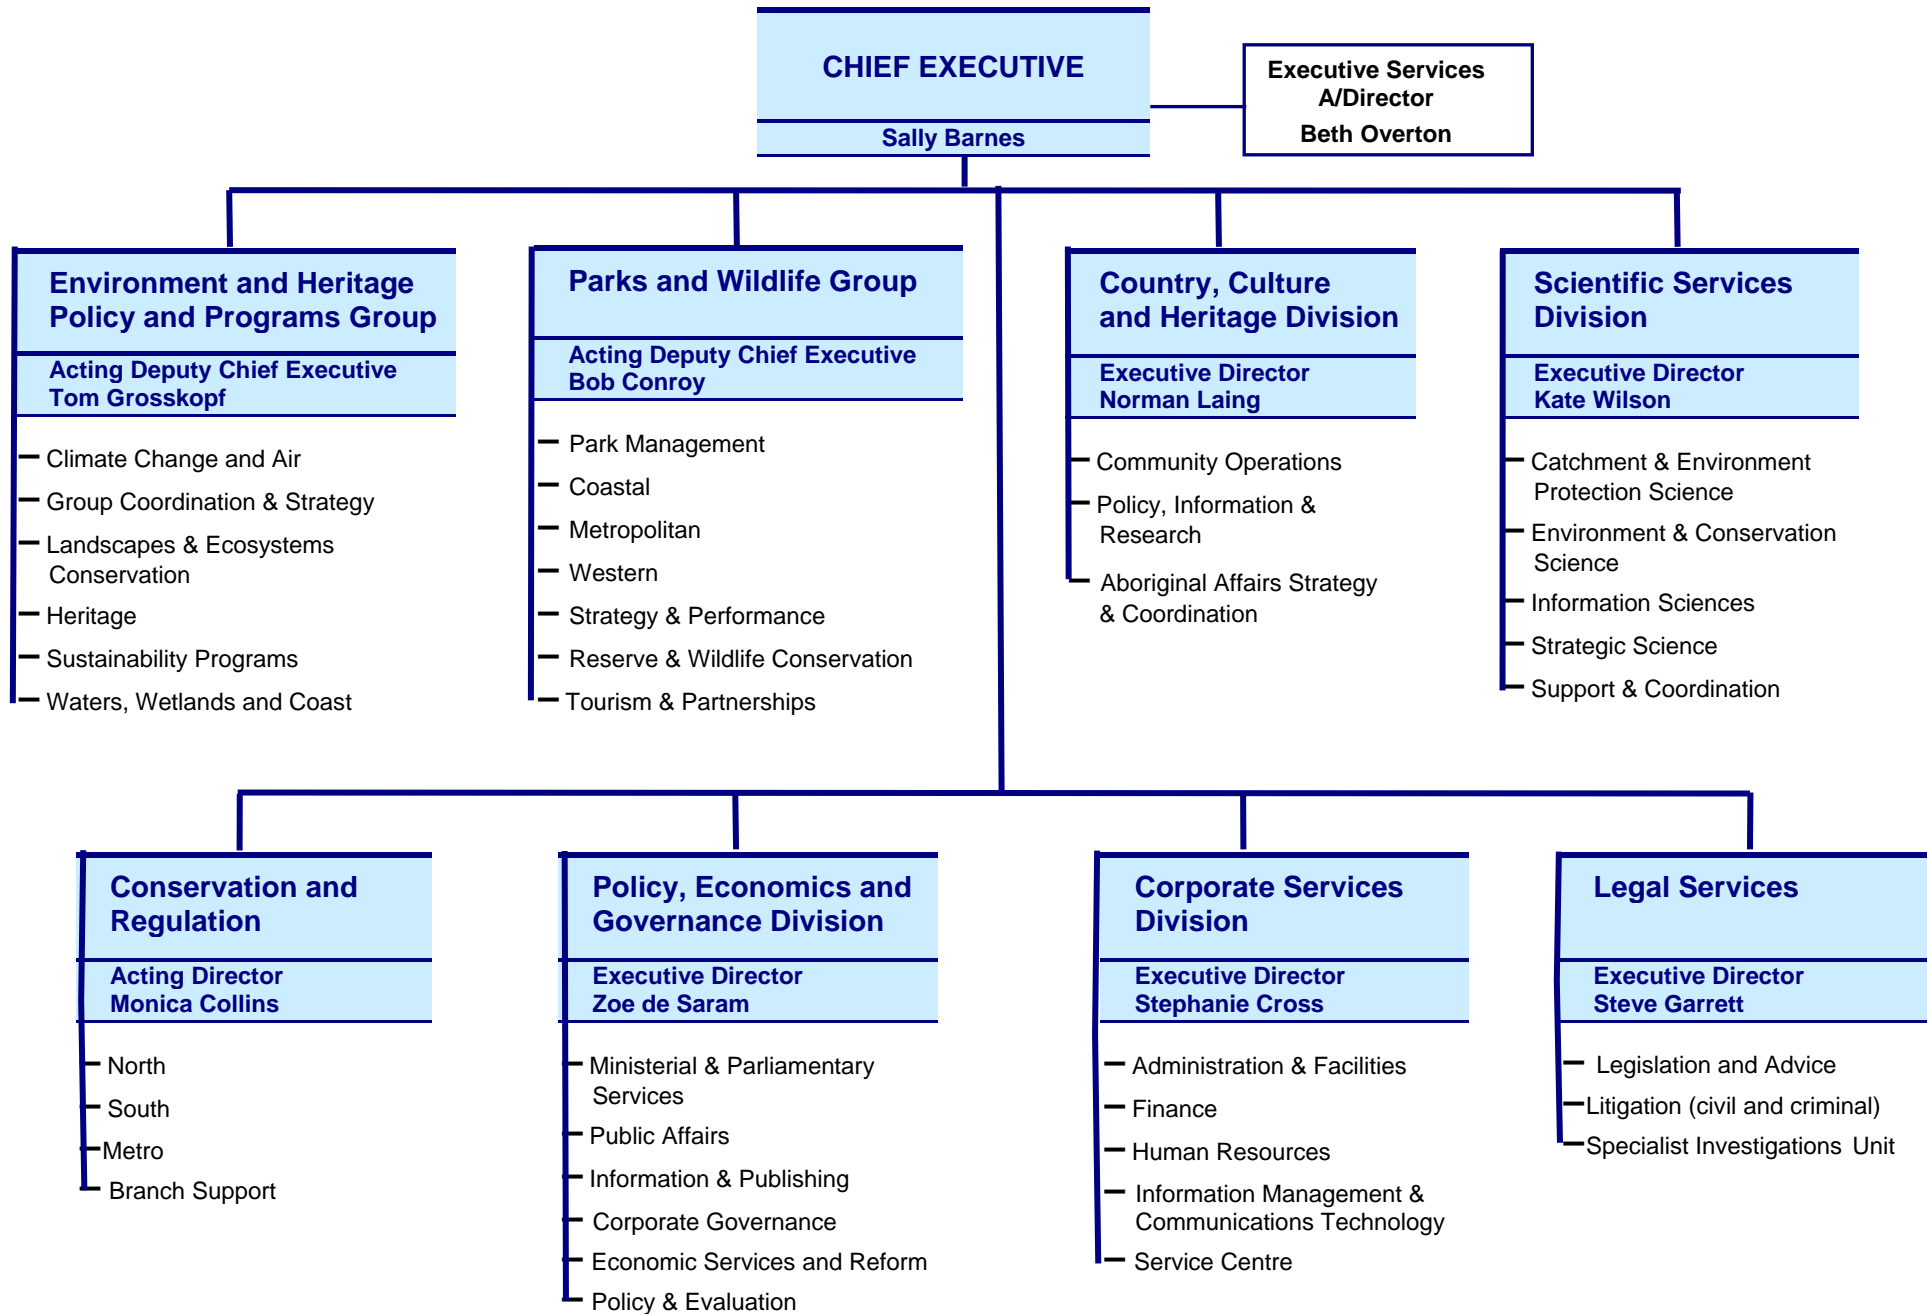 CHIEF EXECUTIVE
Sally Barnes
Executive Services
A/Director
Beth Overton
Environment and Heritage
Policy and Programs Group
Acting Deputy Chief Executive
Tom Grosskopf
Climate Change and Air
Group Coordination & Strategy
Landscapes & Ecosystems
Conservation
Heritage
Sustainability Programs
Waters, Wetlands and Coast
Parks and Wildlife Group
Acting Deputy Chief Executive
Bob Conroy
Park Management
Coastal
Metropolitan
Western
Strategy & Performance
Reserve & Wildlife Conservation
Tourism & Partnerships
Country, Culture
and Heritage Division
Executive Director
Norman Laing
Community Operations
Policy, Information &
Research
Aboriginal Affairs Strategy
& Coordination
Scientific Services
Division
Executive Director
Kate Wilson
Catchment & Environment
Protection Science
Environment & Conservation
Science
Information Sciences
Strategic Science
Support & Coordination
Conservation and
Regulation
Acting Director
Monica Collins
North
South
Metro
Branch Support
Policy, Economics and
Governance Division
Executive Director
Zoe de Saram
Ministerial & Parliamentary
Services
Public Affairs
Information & Publishing
Corporate Governance
Economic Services and Reform
Policy & Evaluation
Corporate Services
Division
Executive Director
Stephanie Cross
Administration & Facilities
Finance
Human Resources
Information Management &
Communications Technology
Service Centre
Legal Services
Executive Director
Steve Garrett
Legislation and Advice
Litigation (civil and criminal)
Specialist Investigations Unit